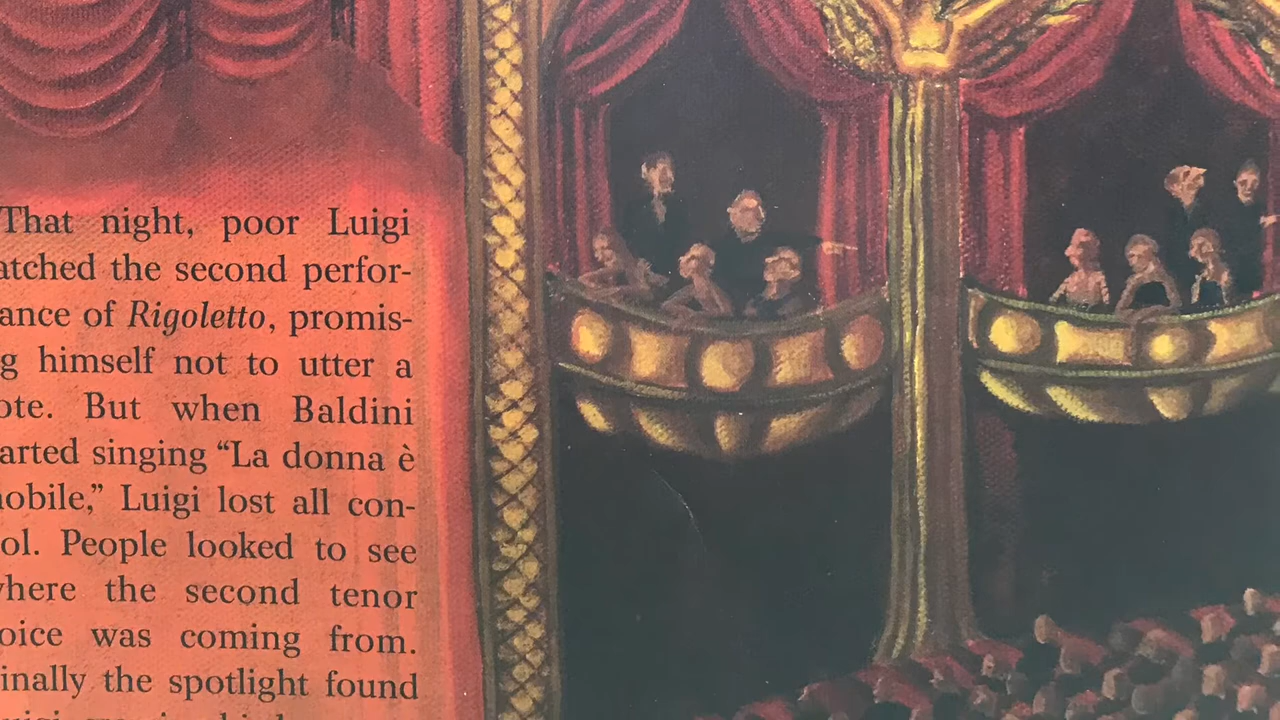 That night, poor Luigi
atched the second perfor-
ance of Rigoletto, promis-
g himself not to utter a
ote. But when Baldini
arted singing “La donna è
obile,” Luigi lost all con-
ol. People looked to see
where the second tenor
oice was coming from.
inally the spotlight found